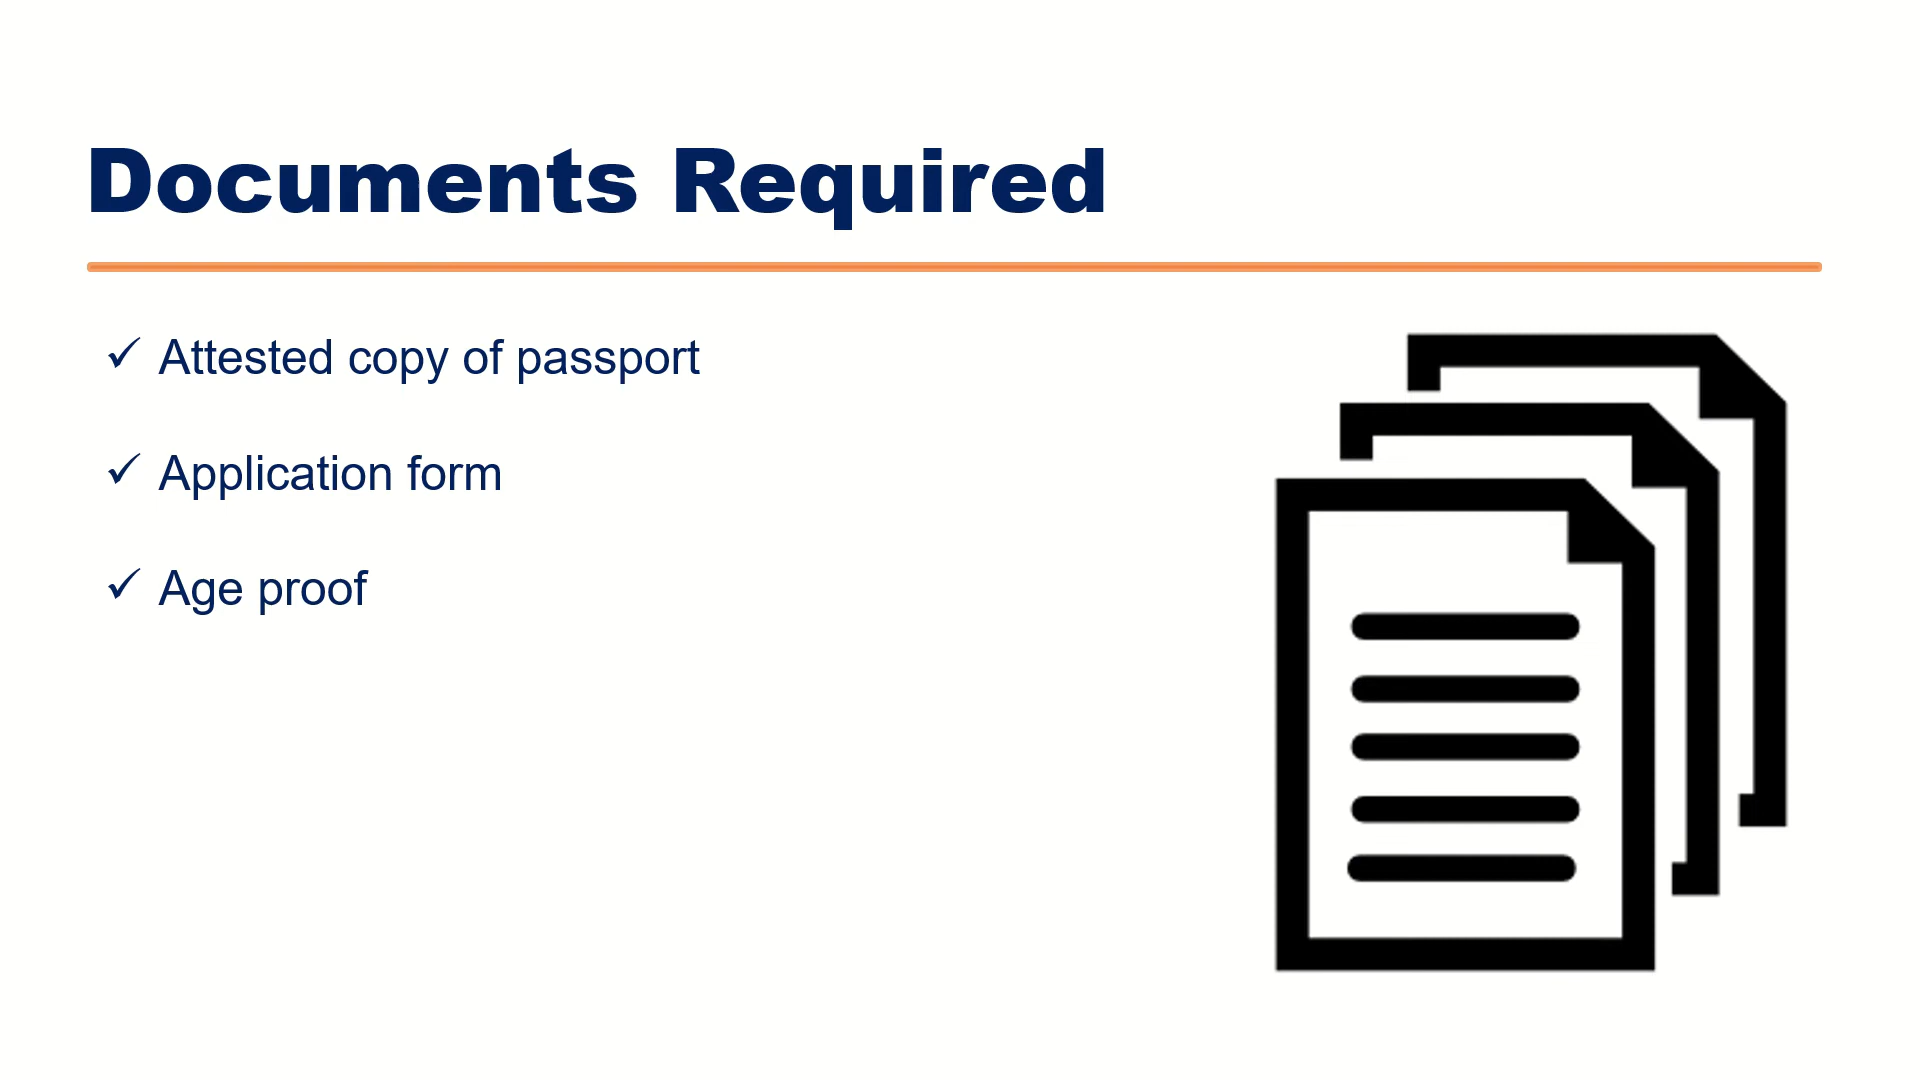 Documents Required
✓ Attested copy of passport
✓ Application form
✓ Age proof